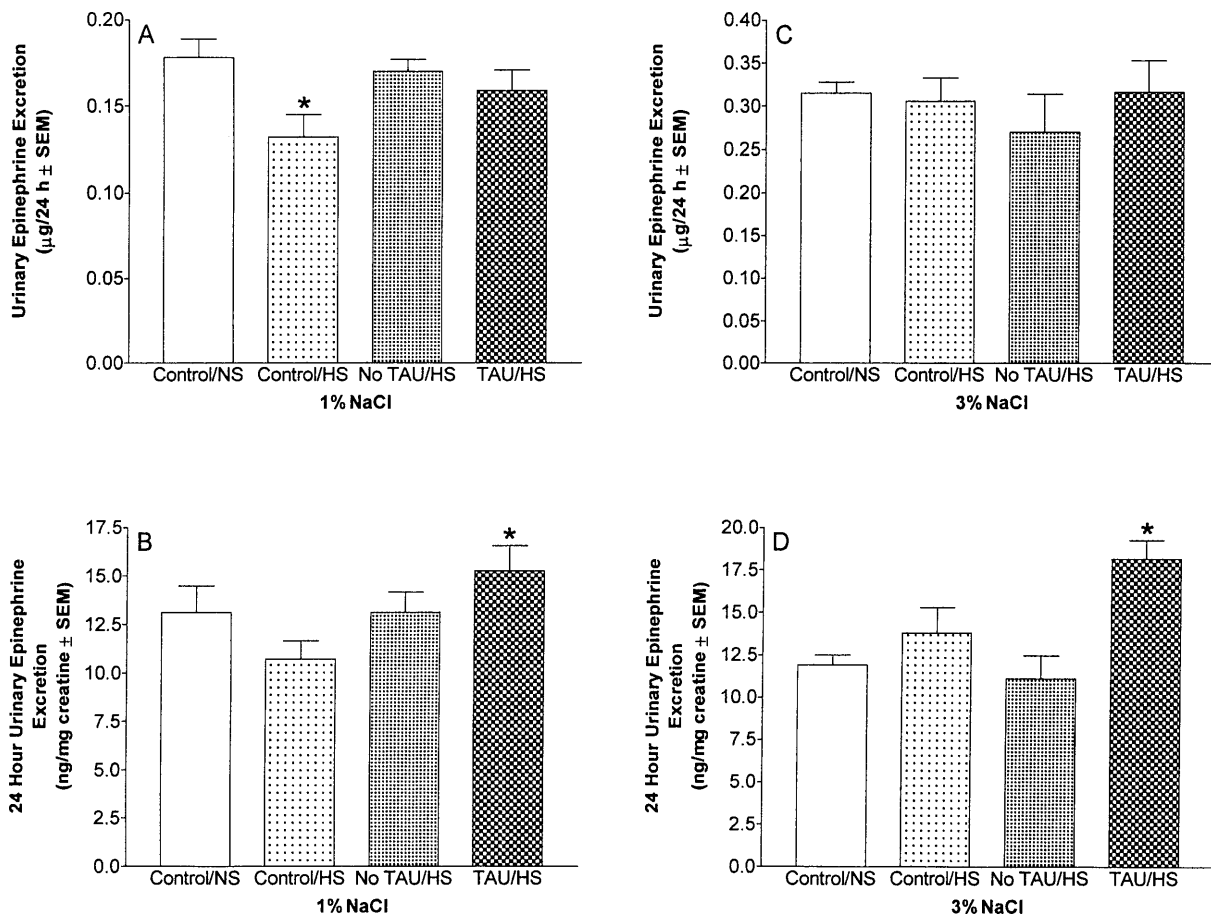 A
Urinary Epinephrine Excretion
(µg/24 h ± SEM)
0.20
0.15
0.10
0.05
0.00
*
Control/NS Control/HS No TAU/HS TAU/HS
1% NaCl
C
Urinary Epinephrine Excretion
(µg/24 h ± SEM)
0.40
0.35
0.30
0.25
0.20
0.15
0.10
0.05
0.00
Control/NS Control/HS No TAU/HS TAU/HS
3% NaCl
B
24 Hour Urinary Epinephrine
Excretion
(ng/mg creatine ± SEM)
17.5
15.0
12.5
10.0
7.5
5.0
2.5
0.0
*
Control/NS Control/HS No TAU/HS TAU/HS
1% NaCl
D
24 Hour Urinary Epinephrine
Excretion
(ng/mg creatine ± SEM)
20.0
17.5
15.0
12.5
10.0
7.5
5.0
2.5
0.0
*
Control/NS Control/HS No TAU/HS TAU/HS
3% NaCl